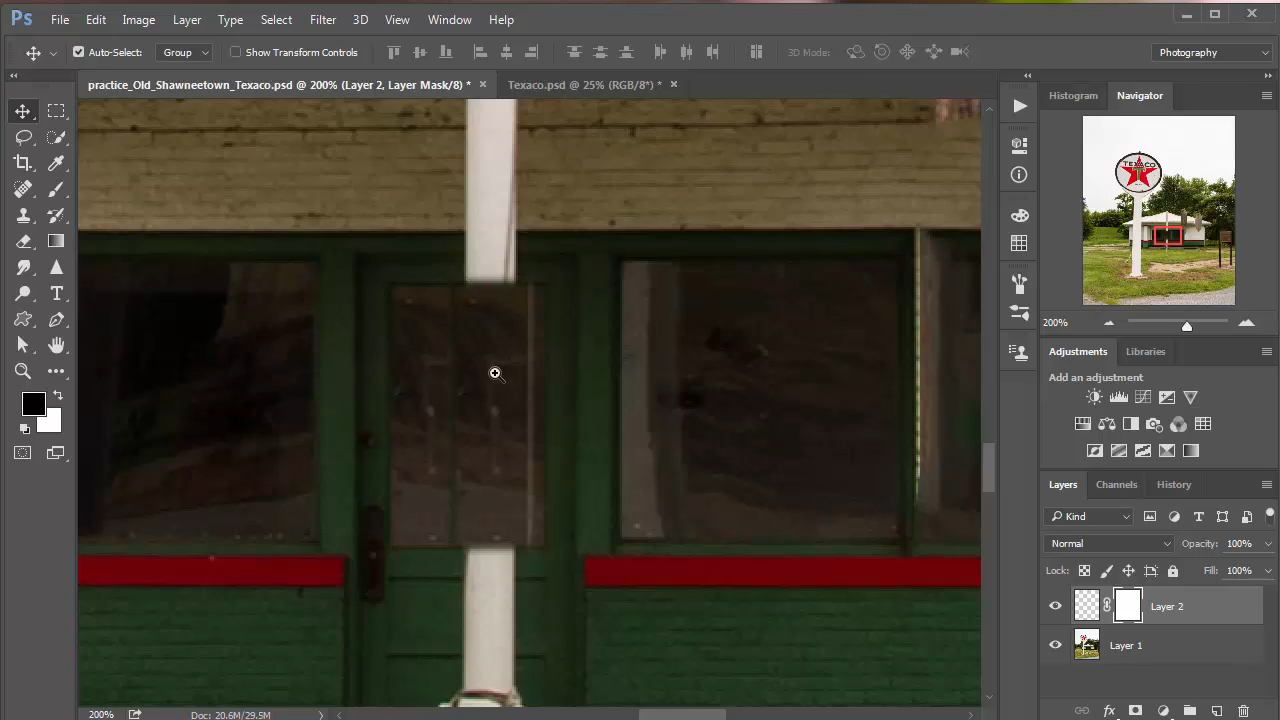 Ps File Edit Image Layer Type Select Filter 3D View Window Help
Auto-Select: Group Show Transform Controls 3D Mode: Photography
practice_Old_Shawneetown_Texaco.psd @ 200% (Layer 2, Layer Mask/8) * × Texaco.psd @ 25% (RGB/8*) * ×
Histogram Navigator
TEXACO
200%
Adjustments Libraries
Add an adjustment
Layers Channels History
Kind
Normal Opacity: 100%
Lock: Fill: 100%
Layer 2
Layer 1
200% Doc: 20.6M/29.5M
fx